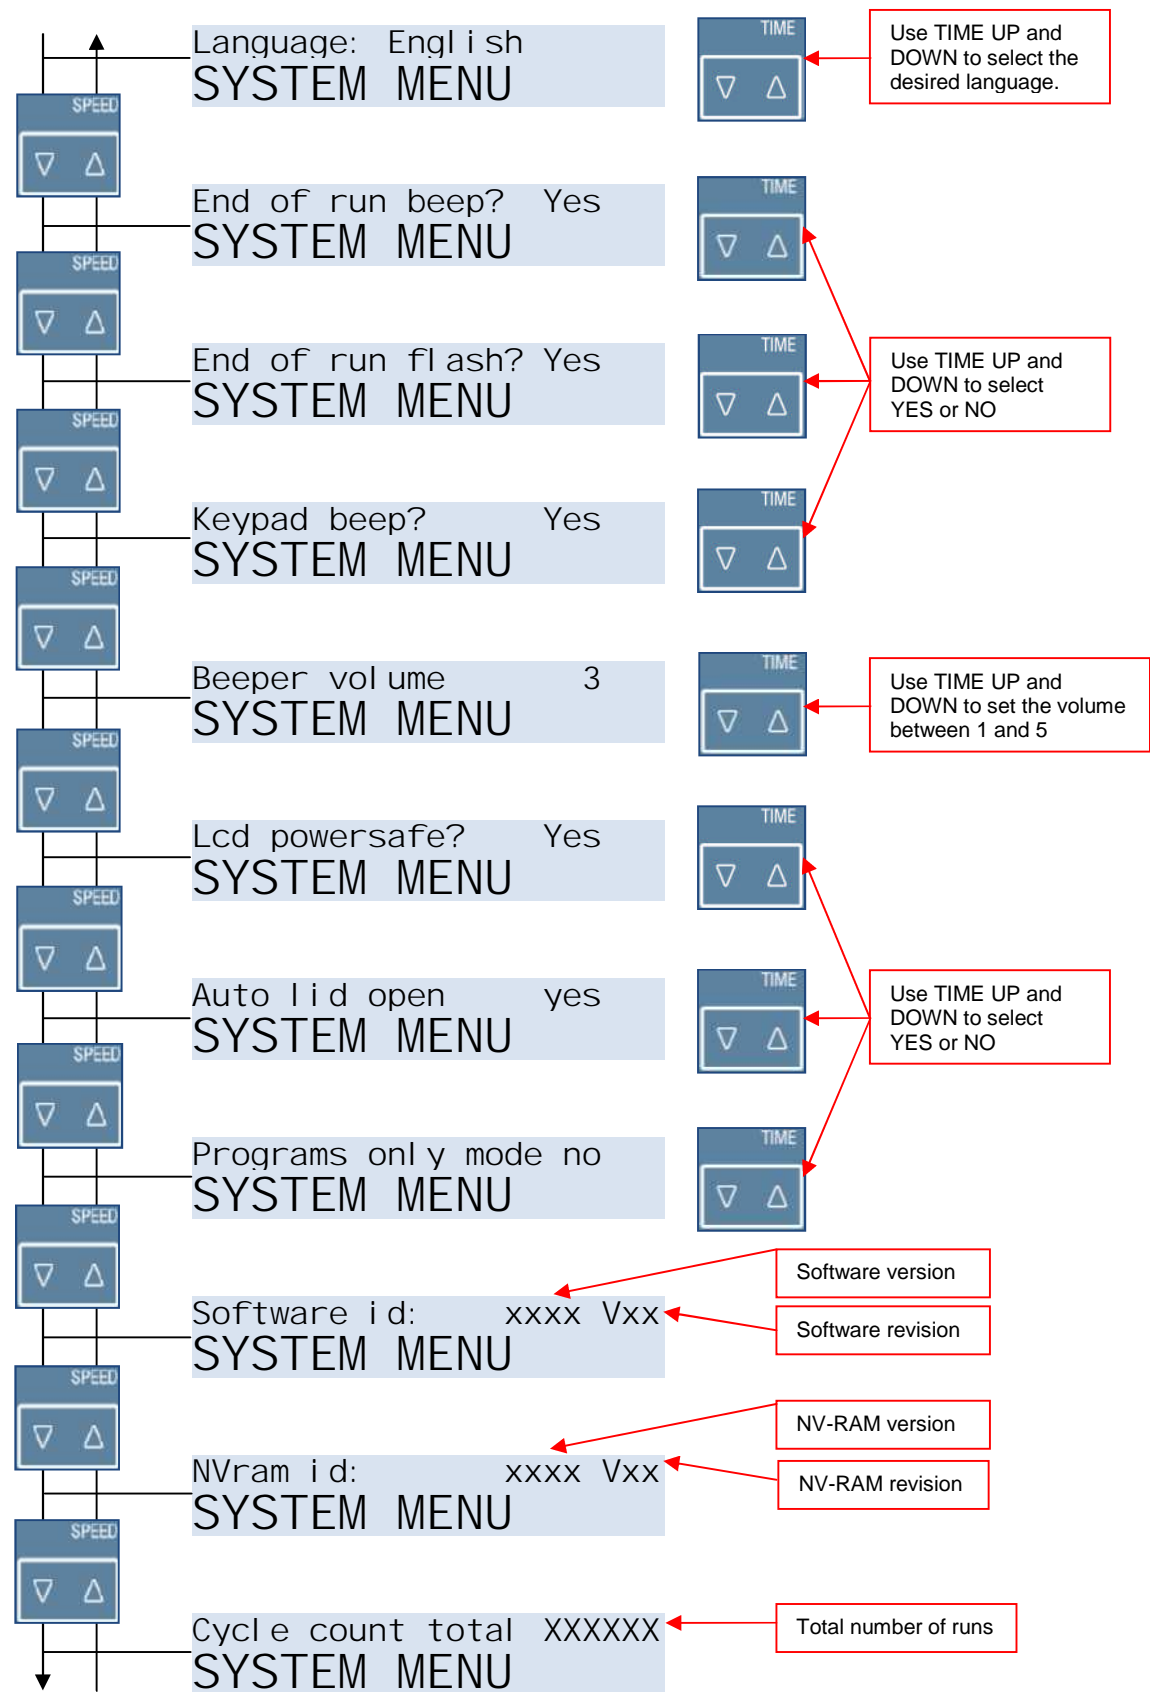 Language: English
SYSTEM MENU
TIME
Use TIME UP and
DOWN to select the
desired language.
SPEED
End of run beep? Yes
SYSTEM MENU
TIME
SPEED
End of run flash? Yes
SYSTEM MENU
TIME
Use TIME UP and
DOWN to select
YES or NO
SPEED
Keypad beep? Yes
SYSTEM MENU
TIME
SPEED
Beeper volume 3
SYSTEM MENU
TIME
Use TIME UP and
DOWN to set the volume
between 1 and 5
SPEED
Lcd powersafe? Yes
SYSTEM MENU
TIME
SPEED
Auto lid open yes
SYSTEM MENU
TIME
Use TIME UP and
DOWN to select
YES or NO
SPEED
Programs only mode no
SYSTEM MENU
TIME
SPEED
Software version
Software id: xxxx Vxx
SYSTEM MENU
Software revision
SPEED
NV-RAM version
NVram id: xxxx Vxx
SYSTEM MENU
NV-RAM revision
SPEED
Cycle count total XXXXXX
SYSTEM MENU
Total number of runs